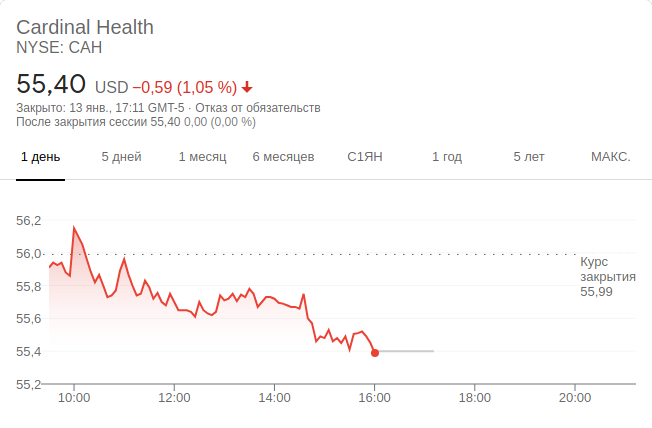 Cardinal Health
NYSE: CAH
55,40 USD −0,59 (1,05 %)
Закрыто: 13 янв., 17:11 GMT-5 · Отказ от обязательств
После закрытия сессии 55,40 0,00 (0,00 %)
1 день 5 дней 1 месяц 6 месяцев С1ЯН 1 год 5 лет МАКС.
56,2
56,0
Курс
закрытия
55,99
55,8
55,6
55,4
55,2
10:00 12:00 14:00 16:00 18:00 20:00